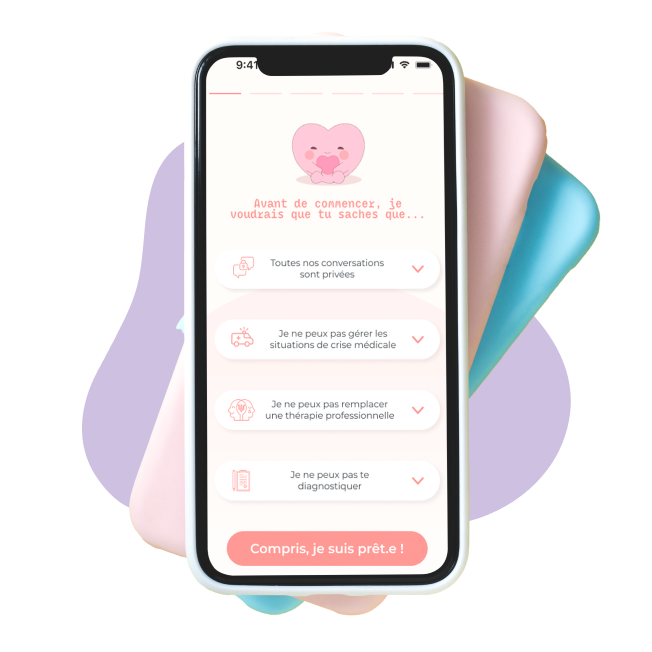 9:41
Avant de commencer, je
voudrais que tu saches que...
Toutes nos conversations
sont privées
Je ne peux pas gérer les
situations de crise médicale
Je ne peux pas remplacer
une thérapie professionnelle
Je ne peux pas te
diagnostiquer
Compris, je suis prêt.e !